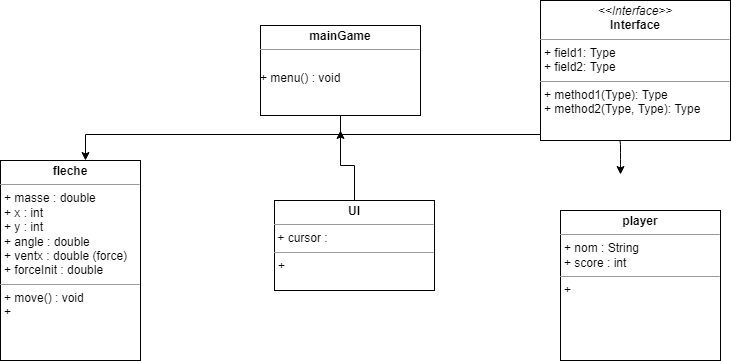 mainGame
+ menu() : void
<<Interface>>
Interface
+ field1: Type
+ field2: Type
+ method1(Type): Type
+ method2(Type, Type): Type
fleche
+ masse : double
+ x : int
+ y : int
+ angle : double
+ ventx : double (force)
+ forceInit : double
+ move() : void
+
UI
+ cursor :
+
player
+ nom : String
+ score : int
+